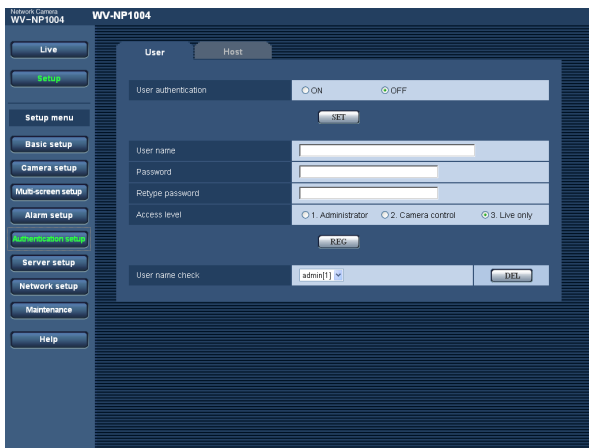 Network Camera
WV-NP1004
WV-NP1004
Live
Setup
Setup menu
Basic setup
Camera setup
Multi-screen setup
Alarm setup
Authentication setup
Server setup
Network setup
Maintenance
Help
User
Host
User authentication
ON
OFF
SET
User name
Password
Retype password
Access level
1. Administrator
2. Camera control
3. Live only
REG
User name check
admin[1]
DEL